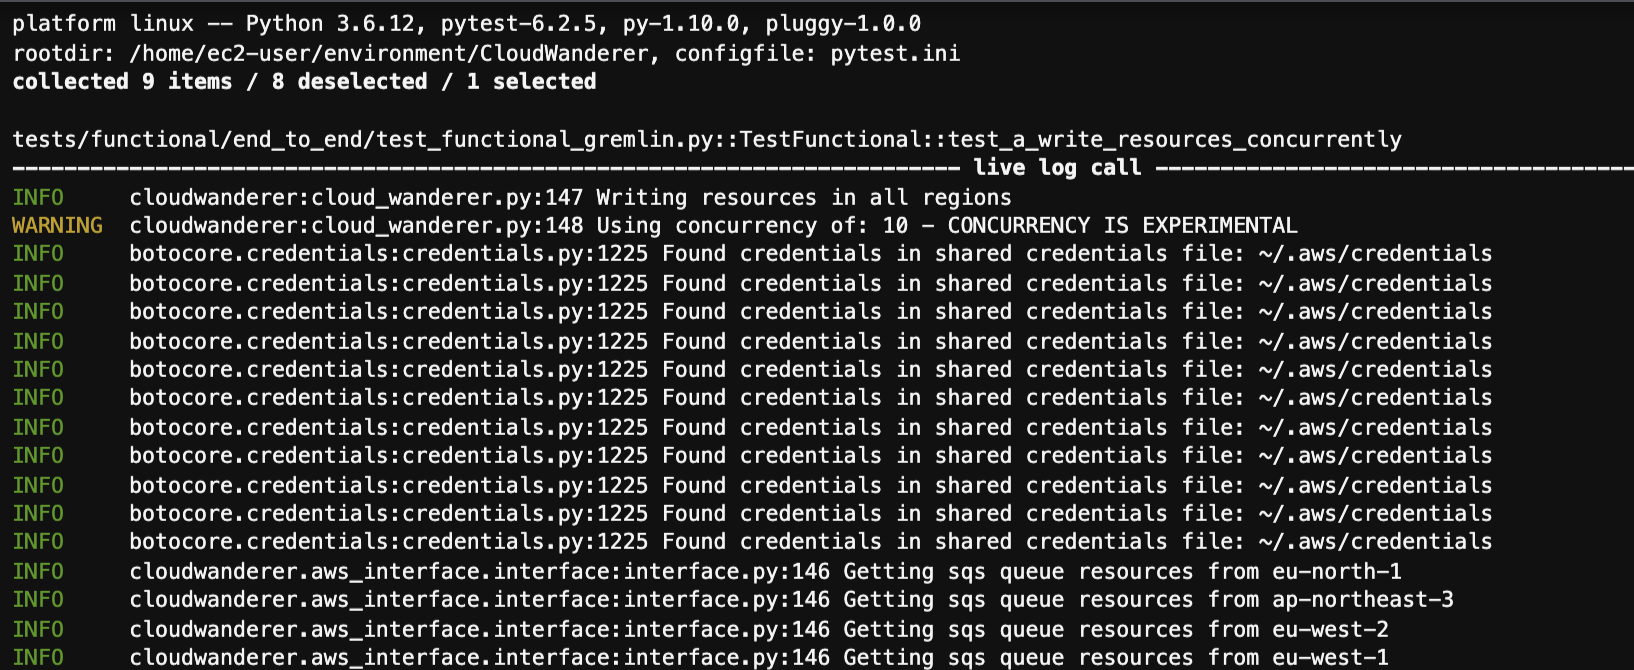 platform linux -- Python 3.6.12, pytest-6.2.5, py-1.10.0, pluggy-1.0.0
rootdir: /home/ec2-user/environment/CloudWanderer, configfile: pytest.ini
collected 9 items / 8 deselected / 1 selected
tests/functional/end_to_end/test_functional_gremlin.py::TestFunctional::test_a_write_resources_concurrently
------------------------------------------------------------------------- live log call -------------------------------------
INFO     cloudwanderer:cloud_wanderer.py:147 Writing resources in all regions
WARNING  cloudwanderer:cloud_wanderer.py:148 Using concurrency of: 10 - CONCURRENCY IS EXPERIMENTAL
INFO     botocore.credentials:credentials.py:1225 Found credentials in shared credentials file: ~/.aws/credentials
INFO     botocore.credentials:credentials.py:1225 Found credentials in shared credentials file: ~/.aws/credentials
INFO     botocore.credentials:credentials.py:1225 Found credentials in shared credentials file: ~/.aws/credentials
INFO     botocore.credentials:credentials.py:1225 Found credentials in shared credentials file: ~/.aws/credentials
INFO     botocore.credentials:credentials.py:1225 Found credentials in shared credentials file: ~/.aws/credentials
INFO     botocore.credentials:credentials.py:1225 Found credentials in shared credentials file: ~/.aws/credentials
INFO     botocore.credentials:credentials.py:1225 Found credentials in shared credentials file: ~/.aws/credentials
INFO     botocore.credentials:credentials.py:1225 Found credentials in shared credentials file: ~/.aws/credentials
INFO     botocore.credentials:credentials.py:1225 Found credentials in shared credentials file: ~/.aws/credentials
INFO     botocore.credentials:credentials.py:1225 Found credentials in shared credentials file: ~/.aws/credentials
INFO     botocore.credentials:credentials.py:1225 Found credentials in shared credentials file: ~/.aws/credentials
INFO     cloudwanderer.aws_interface.interface:interface.py:146 Getting sqs queue resources from eu-north-1
INFO     cloudwanderer.aws_interface.interface:interface.py:146 Getting sqs queue resources from ap-northeast-3
INFO     cloudwanderer.aws_interface.interface:interface.py:146 Getting sqs queue resources from eu-west-2
INFO     cloudwanderer.aws_interface.interface:interface.py:146 Getting sqs queue resources from eu-west-1